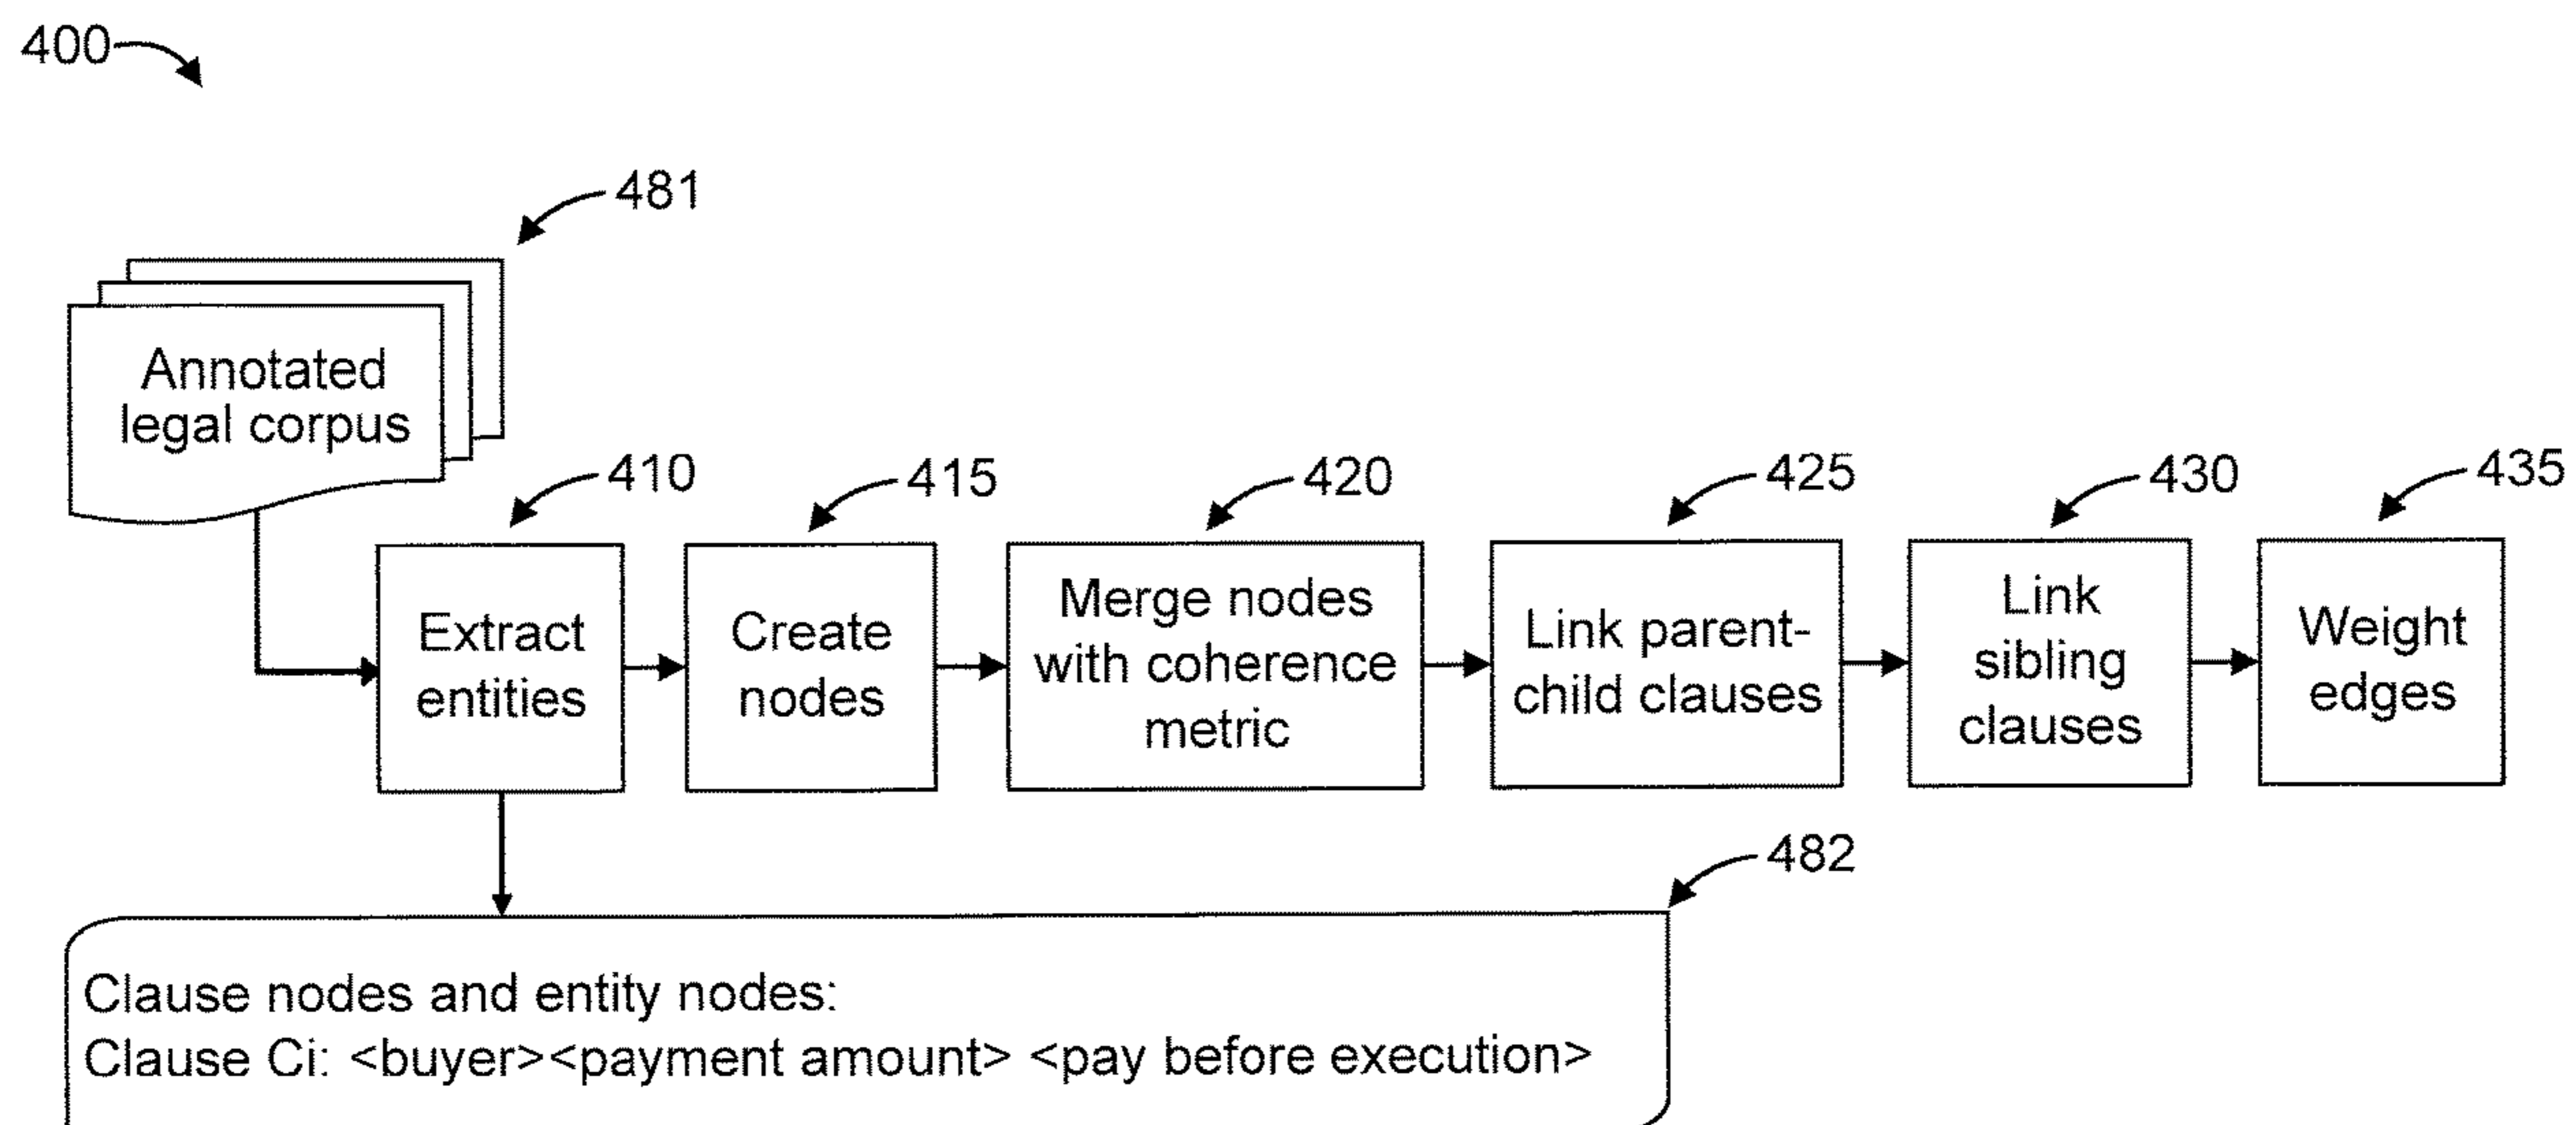 400
481
Annotated
legal corpus
410
415
420
425
430
435
Extract
entities
Create
nodes
Merge nodes
with coherence
metric
Link parent-
child clauses
Link
sibling
clauses
Weight
edges
482
Clause nodes and entity nodes:
Clause Ci: <buyer><payment amount> <pay before execution>